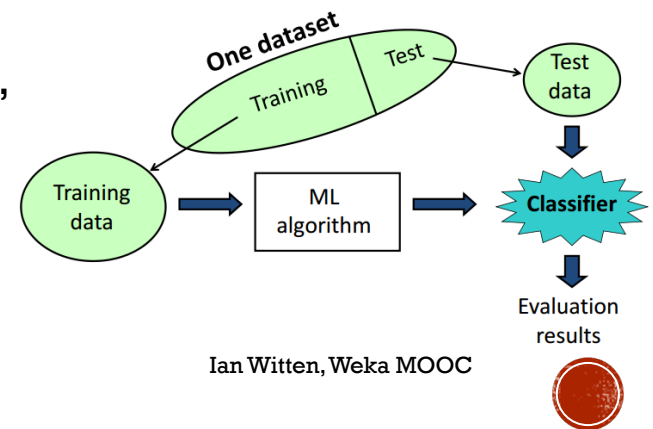 One dataset
,
Training
Test
Test
data
Training
data
ML
algorithm
Classifier
Evaluation
results
Ian Witten, Weka MOOC